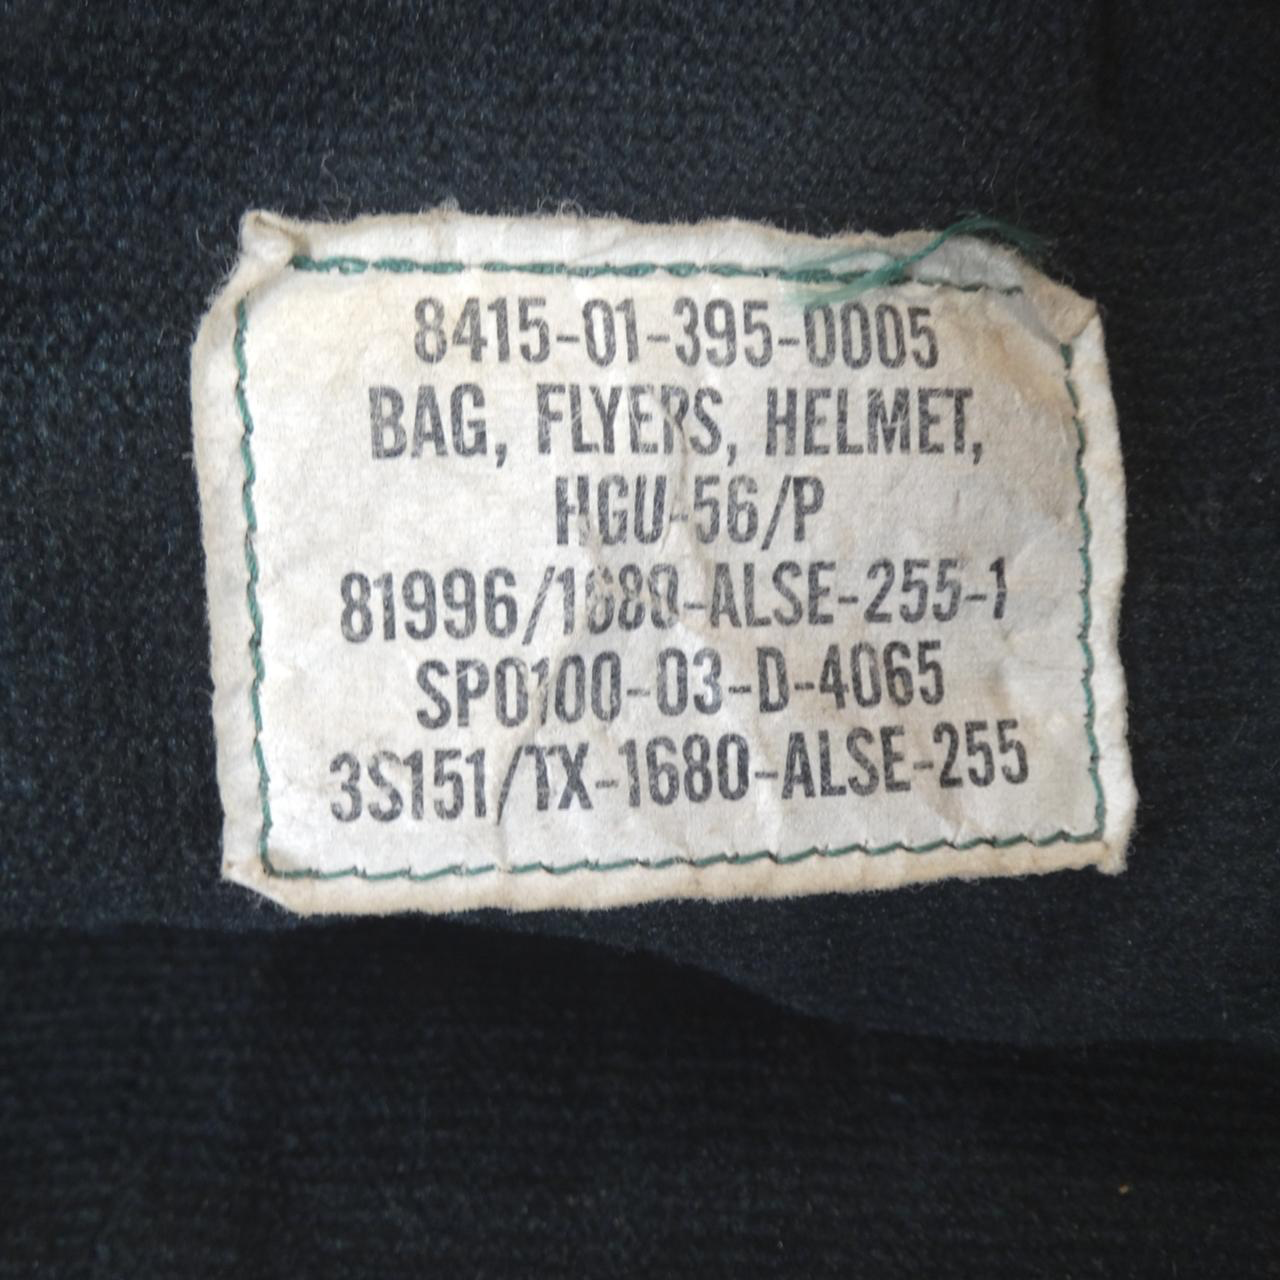 8415-01-395-0005
BAG, FLYERS, HELMET,
HGU-56/P
81996/1680-ALSE-255-1
SP0100-03-D-4065
3S151/TX-1680-ALSE-255